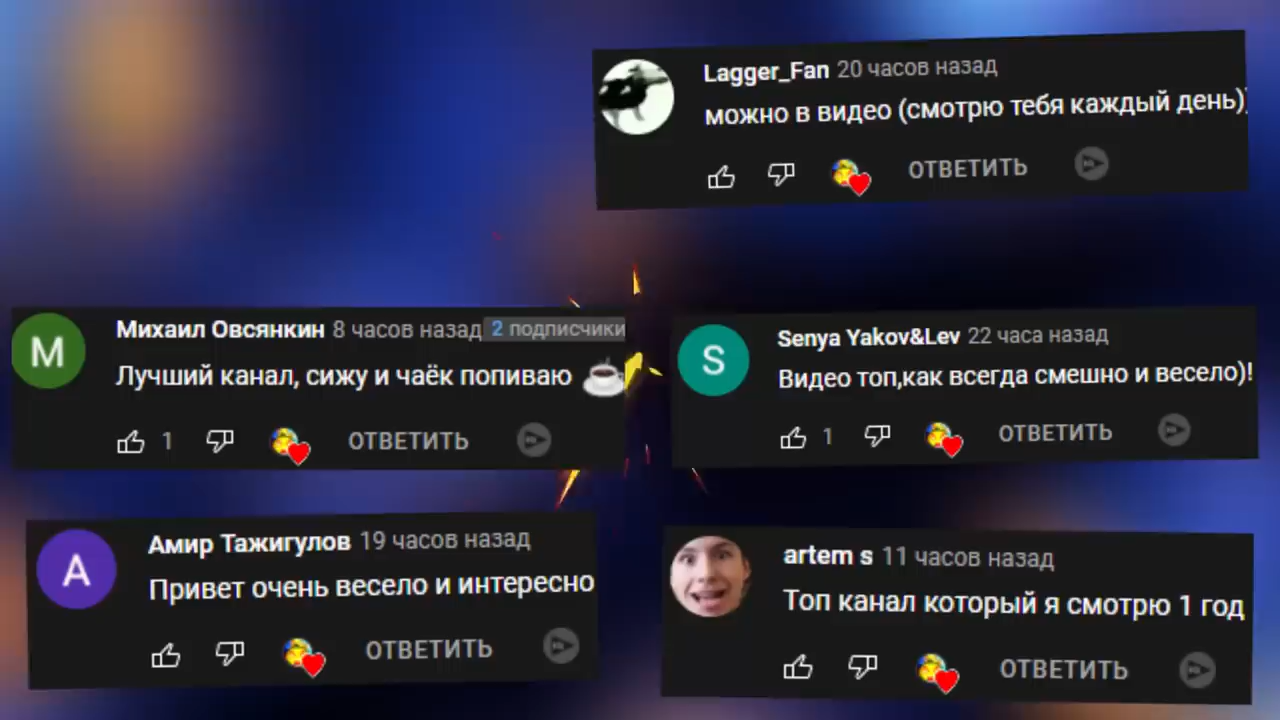 Lagger_Fan 20 часов назад
можно в видео (смотрю тебя каждый день))
ОТВЕТИТЬ
М
Михаил Овсянкин 8 часов назад 2 подписчики
Лучший канал, сижу и чаёк попиваю ☕
1 ОТВЕТИТЬ
S
Senya Yakov&Lev 22 часа назад
Видео топ,как всегда смешно и весело)!
1 ОТВЕТИТЬ
А
Амир Тажигулов 19 часов назад
Привет очень весело и интересно
ОТВЕТИТЬ
artem s 11 часов назад
Топ канал который я смотрю 1 год
ОТВЕТИТЬ